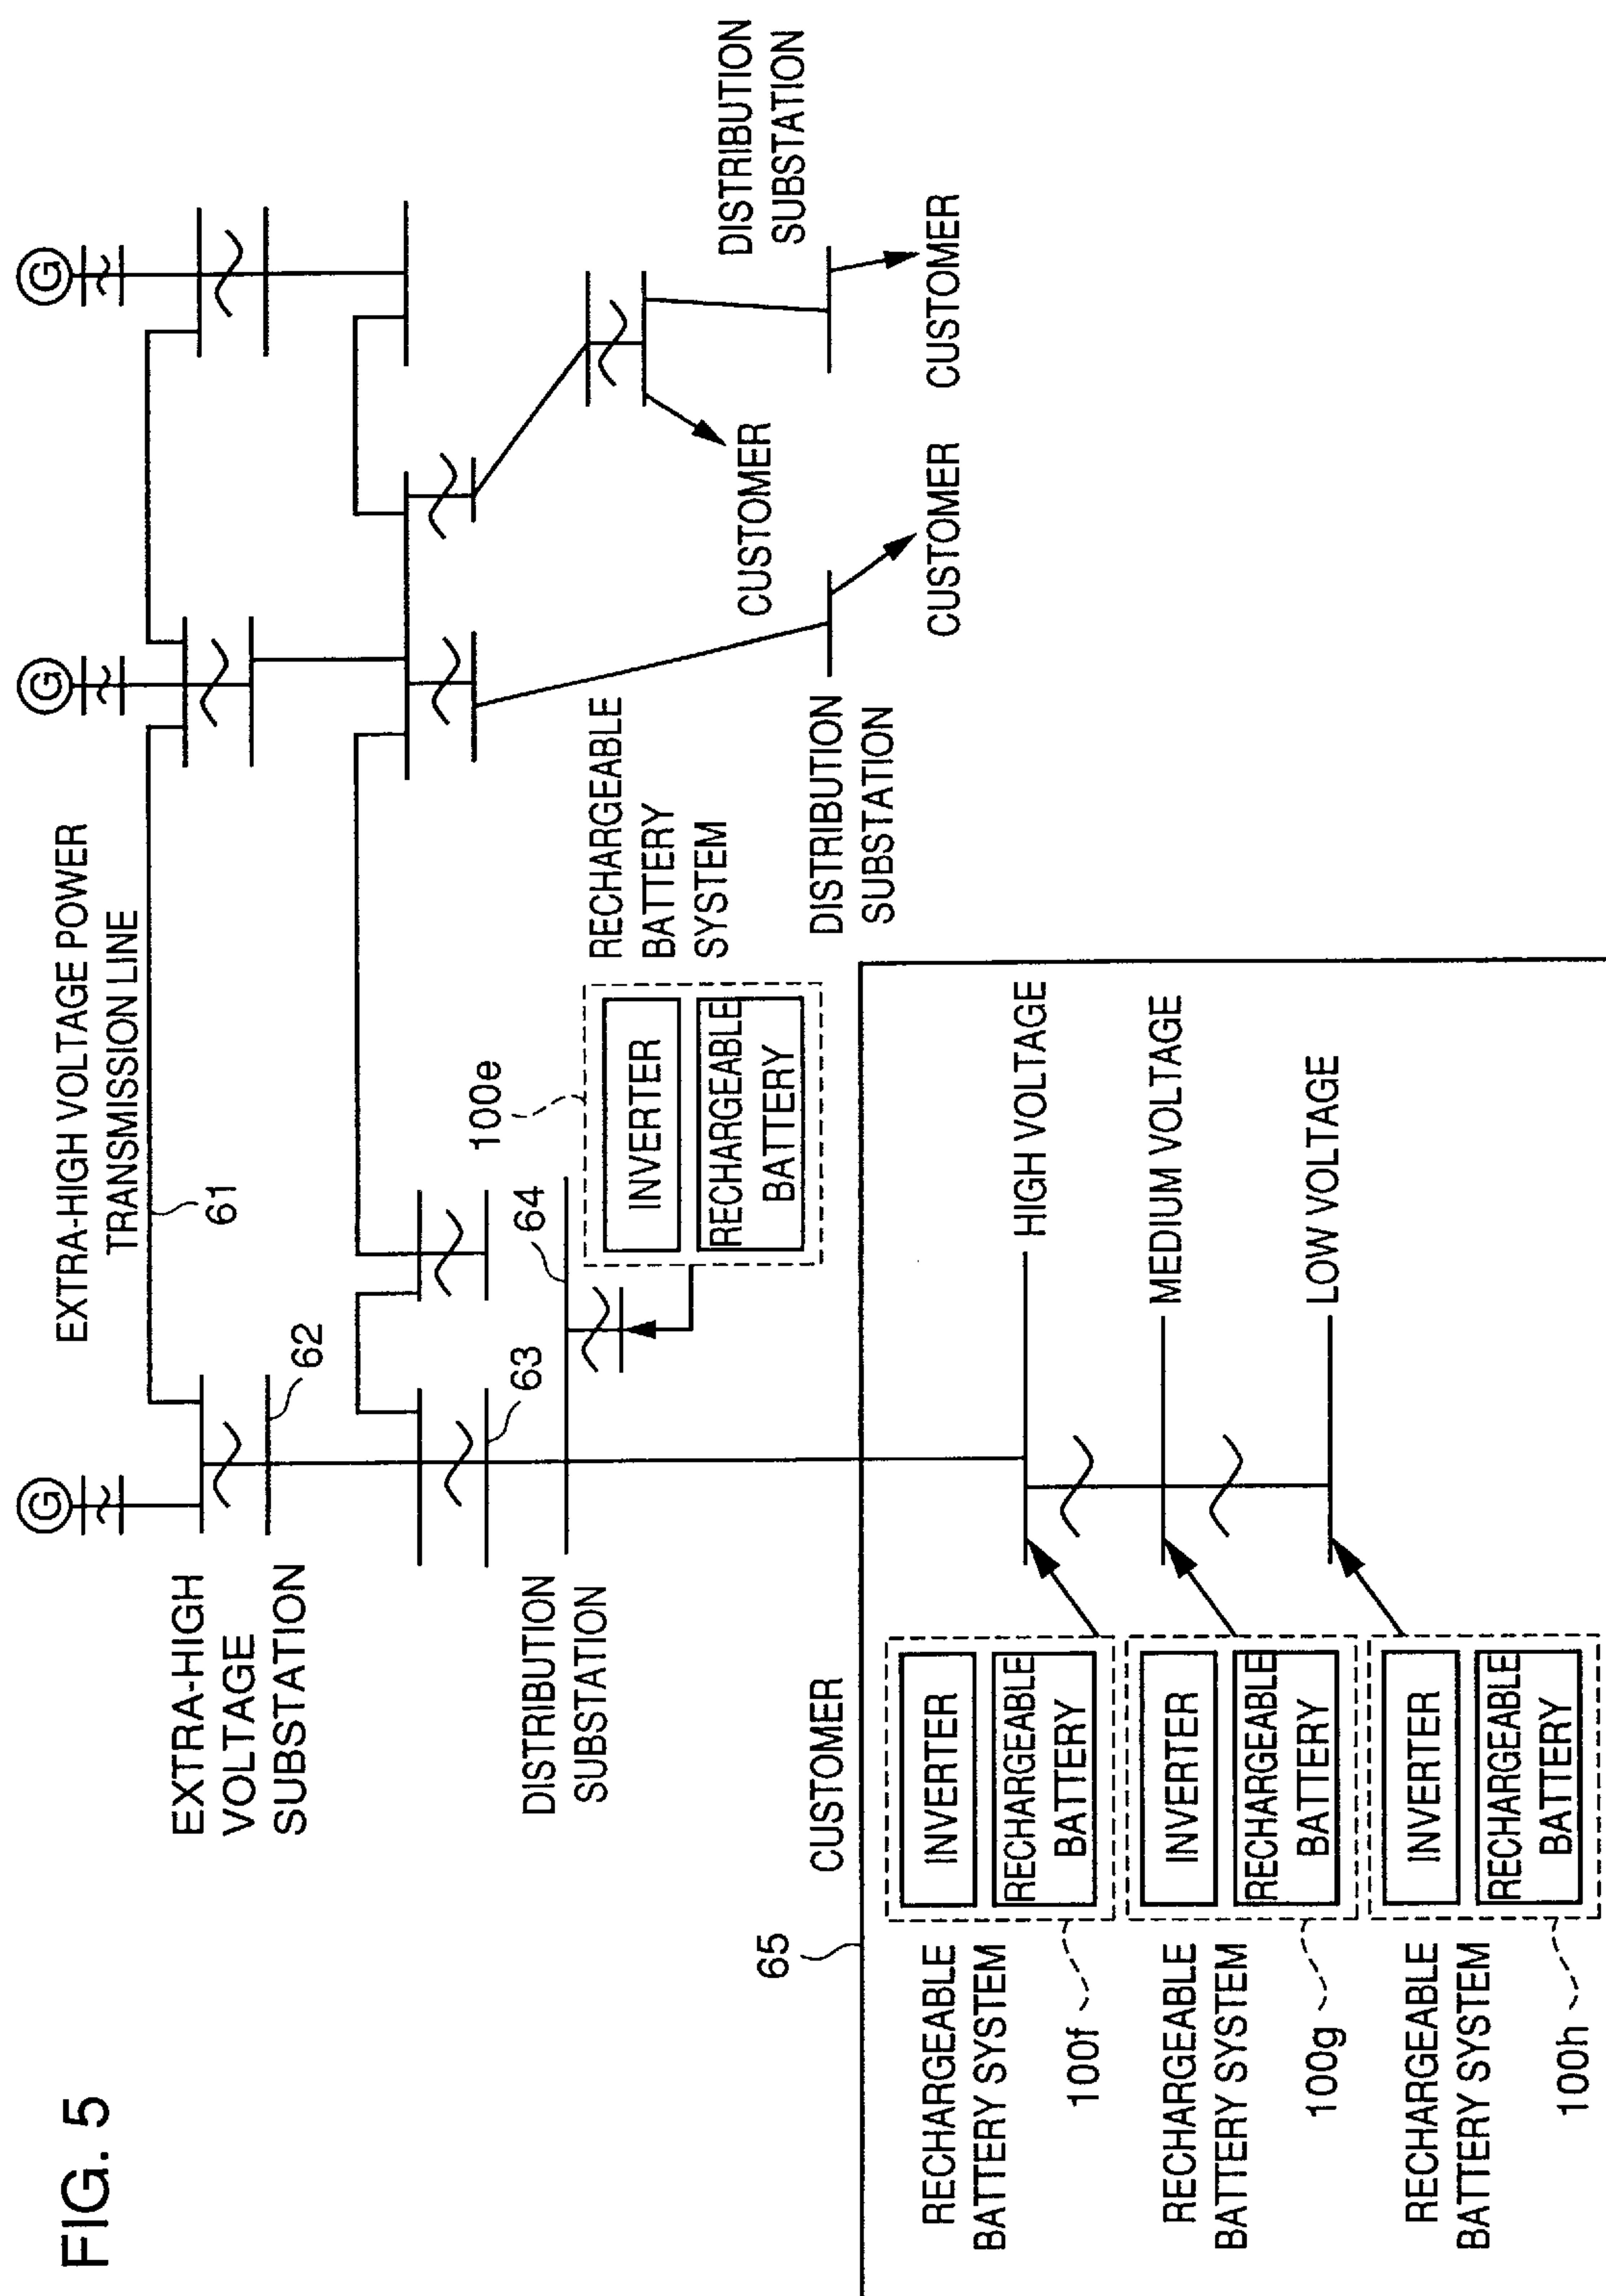 FIG. 5
G
G
G
EXTRA-HIGH VOLTAGE POWER
TRANSMISSION LINE
61
EXTRA-HIGH
VOLTAGE
SUBSTATION
62
63
DISTRIBUTION
SUBSTATION
64
100e
INVERTER
RECHARGEABLE
BATTERY
RECHARGEABLE
BATTERY
SYSTEM
CUSTOMER
DISTRIBUTION
SUBSTATION
DISTRIBUTION
SUBSTATION
CUSTOMER
CUSTOMER
65
CUSTOMER
RECHARGEABLE
BATTERY SYSTEM
100f
INVERTER
RECHARGEABLE
BATTERY
HIGH VOLTAGE
RECHARGEABLE
BATTERY SYSTEM
100g
INVERTER
RECHARGEABLE
BATTERY
MEDIUM VOLTAGE
RECHARGEABLE
BATTERY SYSTEM
100h
INVERTER
RECHARGEABLE
BATTERY
LOW VOLTAGE